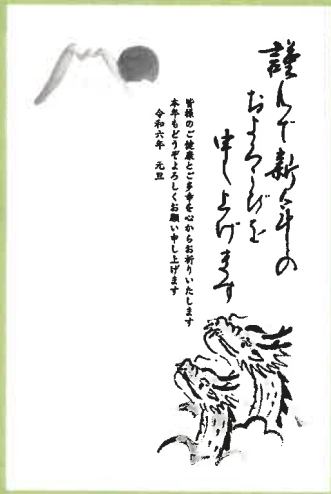 謹んで新年の
およろこびを
申し上げます
皆様のご健康とご多幸を心からお祈りいたします
本年もどうぞよろしくお願い申し上げます
令和六年 元旦